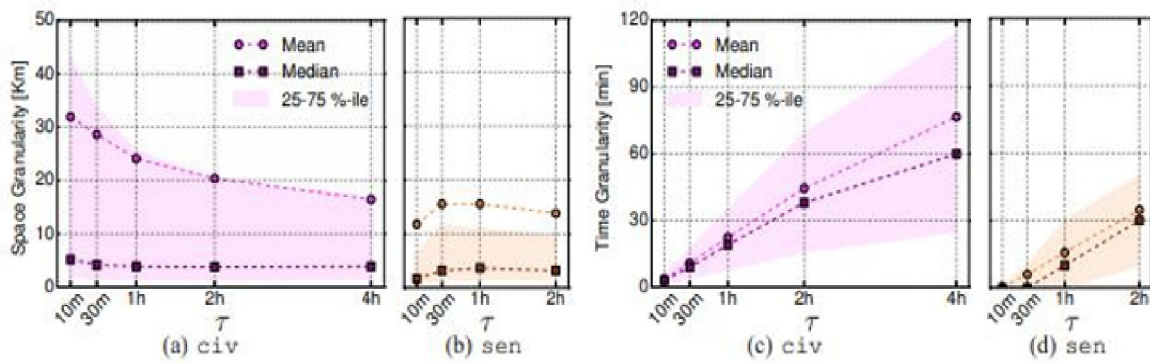 Space Granularity [Km]
50
40
30
20
10
0
Mean
Median
25-75 %-ile
10m 30m 1h 2h 4h
τ
(a) civ
10m 30m 1h 2h
τ
(b) sen
Time Granularity [min]
120
90
60
30
0
Mean
Median
25-75 %-ile
10m 30m 1h 2h 4h
τ
(c) civ
10m 30m 1h 2h
τ
(d) sen